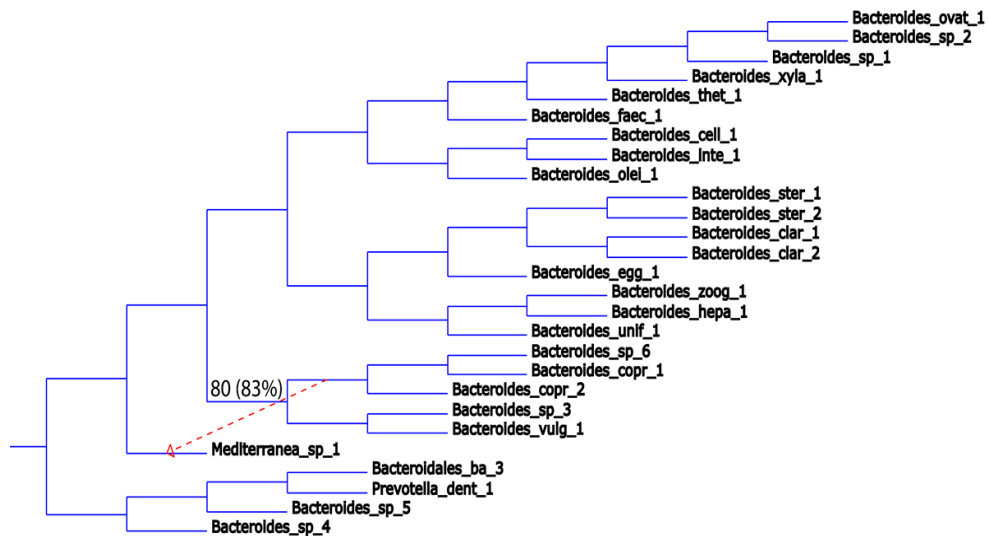 Bacteroides_ovat_1
Bacteroides_sp_2
Bacteroides_sp_1
Bacteroides_xyla_1
Bacteroides_thet_1
Bacteroides_faec_1
Bacteroides_cell_1
Bacteroides_inte_1
Bacteroides_olei_1
Bacteroides_ster_1
Bacteroides_ster_2
Bacteroides_clar_1
Bacteroides_clar_2
Bacteroides_egg_1
Bacteroides_zoog_1
Bacteroides_hepa_1
Bacteroides_unif_1
Bacteroides_sp_6
Bacteroides_copr_1
80 (83%)
Bacteroides_copr_2
Bacteroides_sp_3
Bacteroides_vulg_1
Mediterranea_sp_1
Bacteroidales_ba_3
Prevotella_dent_1
Bacteroides_sp_5
Bacteroides_sp_4